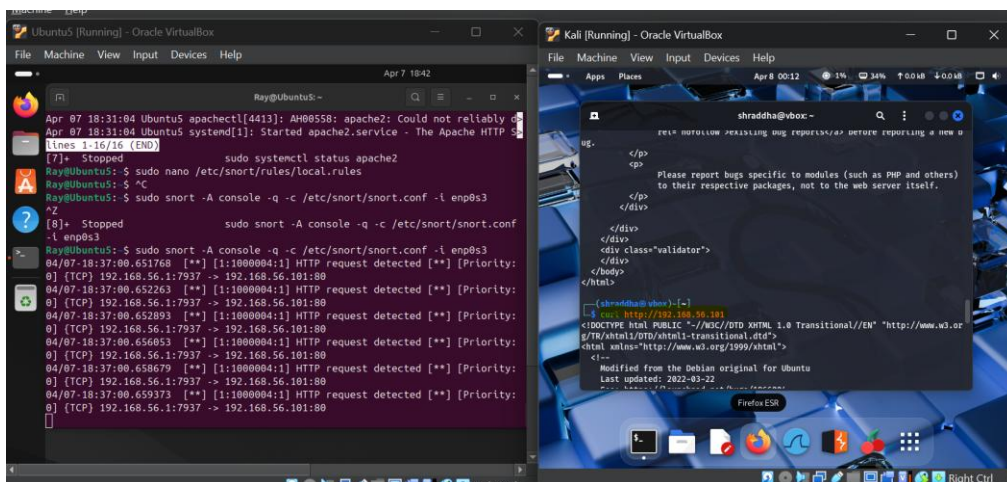 Machine Help
Ubuntu5 [Running] - Oracle VirtualBox
File Machine View Input Devices Help
Apr 7 18:42
Ray@Ubuntu5: ~
Apr 07 18:31:04 Ubuntu5 apachectl[4413]: AH00558: apache2: Could not reliably d>
Apr 07 18:31:04 Ubuntu5 systemd[1]: Started apache2.service - The Apache HTTP S>
lines 1-16/16 (END)
[7]+ Stopped sudo systemctl status apache2
Ray@Ubuntu5:~$ sudo nano /etc/snort/rules/local.rules
Ray@Ubuntu5:~$ ^C
Ray@Ubuntu5:~$ sudo snort -A console -q -c /etc/snort/snort.conf -i enp0s3
^Z
[8]+ Stopped sudo snort -A console -q -c /etc/snort/snort.conf
-i enp0s3
Ray@Ubuntu5:~$ sudo snort -A console -q -c /etc/snort/snort.conf -i enp0s3
04/07-18:37:00.651768 [**] [1:1000004:1] HTTP request detected [**] [Priority:
0] {TCP} 192.168.56.1:7937 -> 192.168.56.101:80
04/07-18:37:00.652263 [**] [1:1000004:1] HTTP request detected [**] [Priority:
0] {TCP} 192.168.56.1:7937 -> 192.168.56.101:80
04/07-18:37:00.652893 [**] [1:1000004:1] HTTP request detected [**] [Priority:
0] {TCP} 192.168.56.1:7937 -> 192.168.56.101:80
04/07-18:37:00.656053 [**] [1:1000004:1] HTTP request detected [**] [Priority:
0] {TCP} 192.168.56.1:7937 -> 192.168.56.101:80
04/07-18:37:00.658679 [**] [1:1000004:1] HTTP request detected [**] [Priority:
0] {TCP} 192.168.56.1:7937 -> 192.168.56.101:80
04/07-18:37:00.659373 [**] [1:1000004:1] HTTP request detected [**] [Priority:
0] {TCP} 192.168.56.1:7937 -> 192.168.56.101:80
Kali [Running] - Oracle VirtualBox
File Machine View Input Devices Help
Apps Places Apr 8 00:12 1% 34% ↑0.0 kB ↓0.0 kB
shraddha@vbox: ~
rel="nofollow">existing bug reports</a> before reporting a new b
ug.
</p>
<p>
Please report bugs specific to modules (such as PHP and others)
to their respective packages, not to the web server itself.
</p>
</div>
</div>
</div>
<div class="validator">
</div>
</body>
</html>
(shraddha@vbox)-[~]
$ curl http://192.168.56.101
<!DOCTYPE html PUBLIC "-//W3C//DTD XHTML 1.0 Transitional//EN" "http://www.w3.or
g/TR/xhtml1/DTD/xhtml1-transitional.dtd">
<html xmlns="http://www.w3.org/1999/xhtml">
<!--
Modified from the Debian original for Ubuntu
Last updated: 2022-03-22
Firefox ESR
Right Ctrl